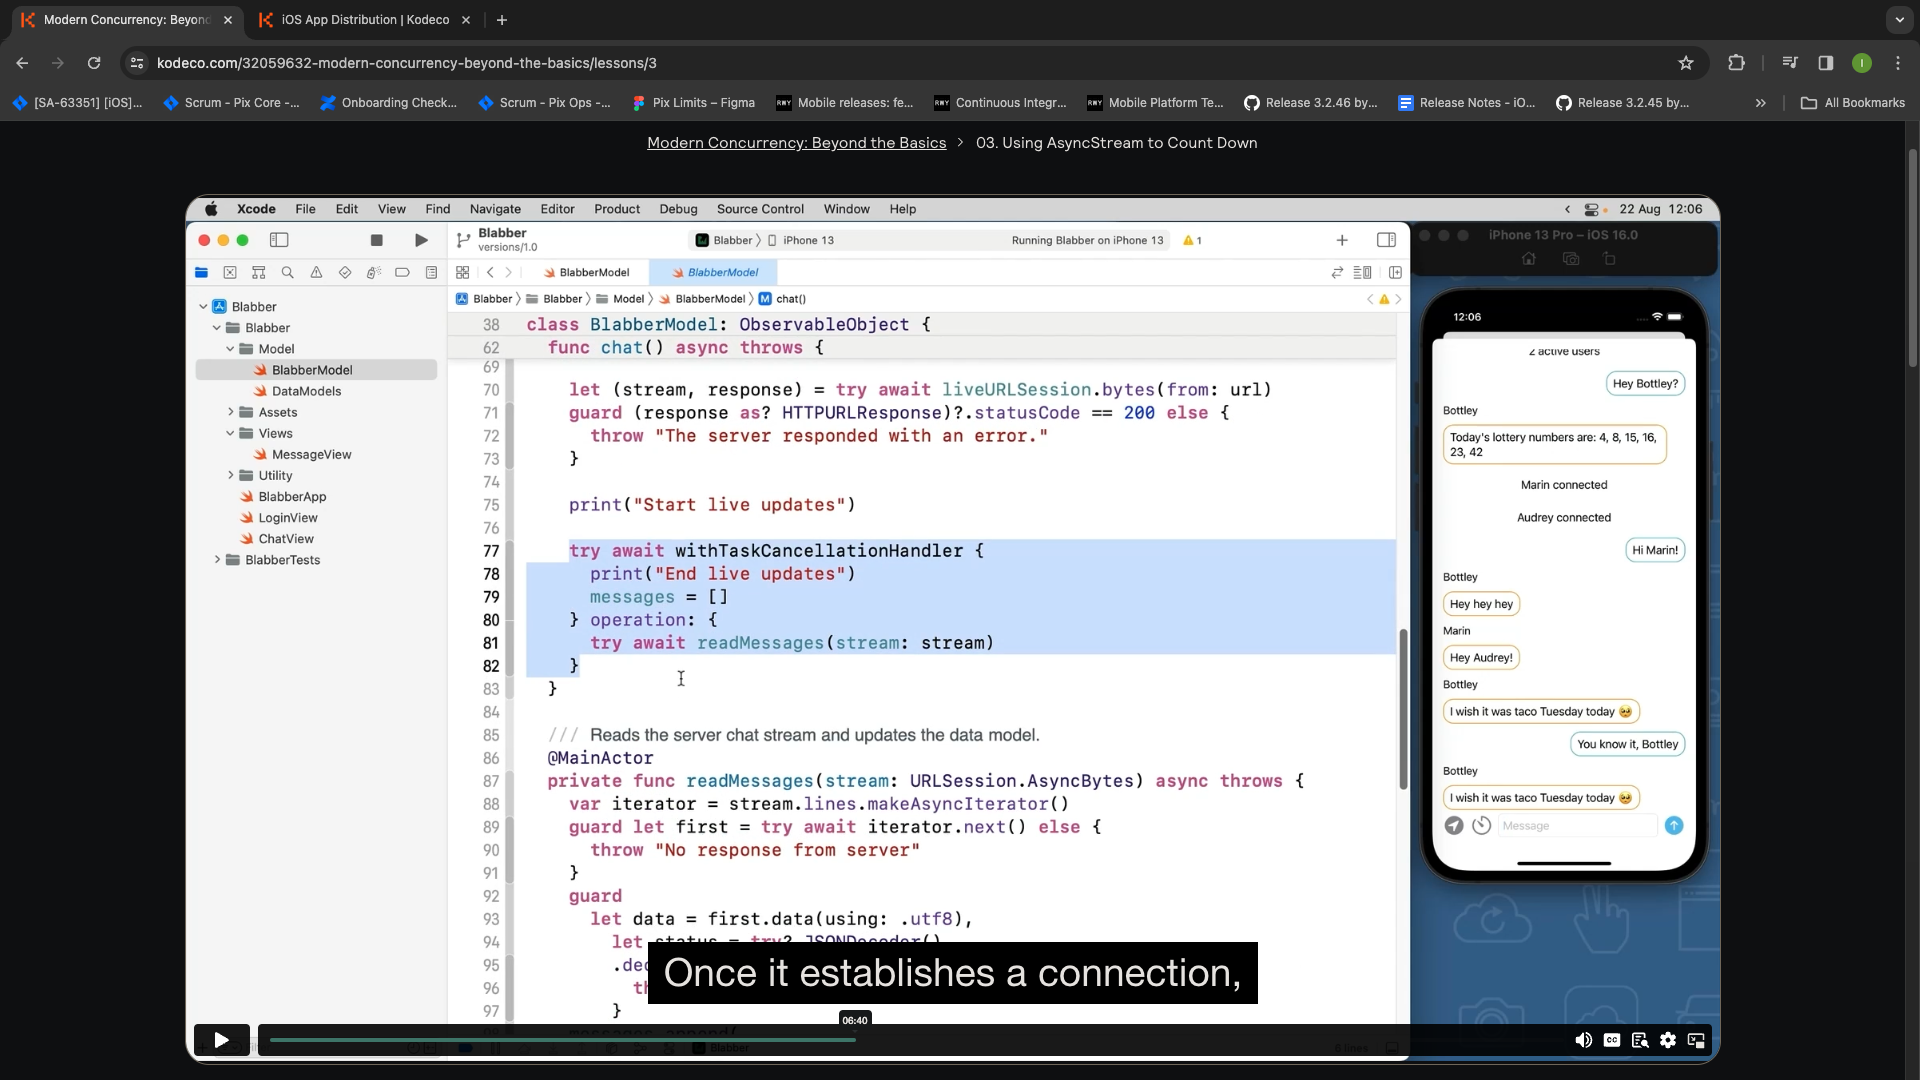 Modern Concurrency: Beyond
iOS App Distribution | Kodeco
kodeco.com/32059632-modern-concurrency-beyond-the-basics/lessons/3
[SA-63351] [iOS]...
Scrum - Pix Core -...
Onboarding Check...
Scrum - Pix Ops -...
Pix Limits – Figma
Mobile releases: fe...
Continuous Integr...
Mobile Platform Te...
Release 3.2.46 by...
Release Notes - iO...
Release 3.2.45 by...
All Bookmarks
Modern Concurrency: Beyond the Basics > 03. Using AsyncStream to Count Down
Xcode File Edit View Find Navigate Editor Product Debug Source Control Window Help
22 Aug 12:06
Blabber
versions/1.0
Blabber
iPhone 13
Running Blabber on iPhone 13
1
iPhone 13 Pro – iOS 16.0
BlabberModel
BlabberModel
Blabber
Blabber
Model
BlabberModel
chat()
Blabber
Blabber
Model
BlabberModel
DataModels
Assets
Views
MessageView
Utility
BlabberApp
LoginView
ChatView
BlabberTests
38 class BlabberModel: ObservableObject {
62 func chat() async throws {
69
70 let (stream, response) = try await liveURLSession.bytes(from: url)
71 guard (response as? HTTPURLResponse)?.statusCode == 200 else {
72 throw "The server responded with an error."
73 }
74
75 print("Start live updates")
76
77 try await withTaskCancellationHandler {
78 print("End live updates")
79 messages = []
80 } operation: {
81 try await readMessages(stream: stream)
82 }
83 }
84
85 /// Reads the server chat stream and updates the data model.
86 @MainActor
87 private func readMessages(stream: URLSession.AsyncBytes) async throws {
88 var iterator = stream.lines.makeAsyncIterator()
89 guard let first = try await iterator.next() else {
90 throw "No response from server"
91 }
92 guard
93 let data = first.data(using: .utf8),
94 let status = try? JSONDecoder()
95
96
97 }
12:06
2 active users
Hey Bottley?
Bottley
Today's lottery numbers are: 4, 8, 15, 16,
23, 42
Marin connected
Audrey connected
Hi Marin!
Bottley
Hey hey hey
Marin
Hey Audrey!
Bottley
I wish it was taco Tuesday today 🥺
You know it, Bottley
Bottley
I wish it was taco Tuesday today 🥺
Message
Once it establishes a connection,
06:40
Blabber
CC